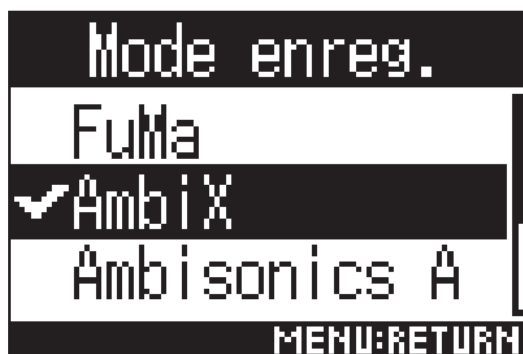 Mode enreg.
FuMa
AmbiX
Ambisonics A
MENU:RETURN